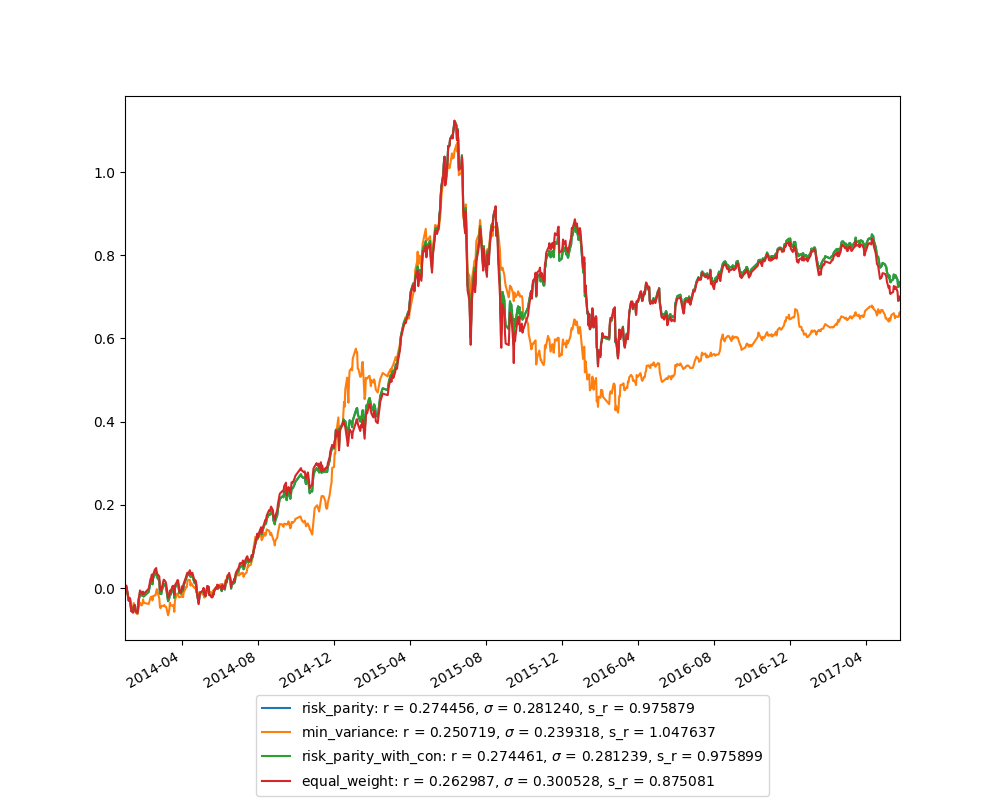 1.0
0.8
0.6
0.4
0.2
0.0
2014-04 2014-08 2014-12 2015-04 2015-08 2015-12 2016-04 2016-08 2016-12 2017-04
risk_parity: r = 0.274456, σ = 0.281240, s_r = 0.975879
min_variance: r = 0.250719, σ = 0.239318, s_r = 1.047637
risk_parity_with_con: r = 0.274461, σ = 0.281239, s_r = 0.975899
equal_weight: r = 0.262987, σ = 0.300528, s_r = 0.875081